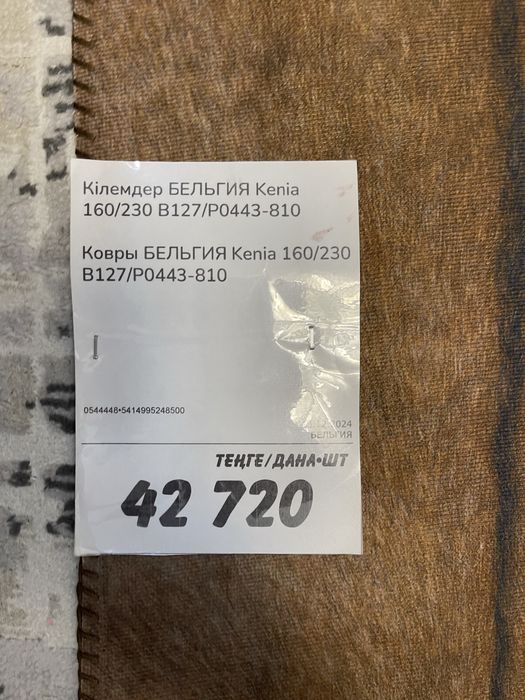 Кілемдер БЕЛЬГИЯ Kenia
160/230 B127/P0443-810
Ковры БЕЛЬГИЯ Kenia 160/230
B127/P0443-810
0544448•5414995248500
БЕЛЬГИЯ
ТЕҢГЕ/ДАНА•ШТ
42 720